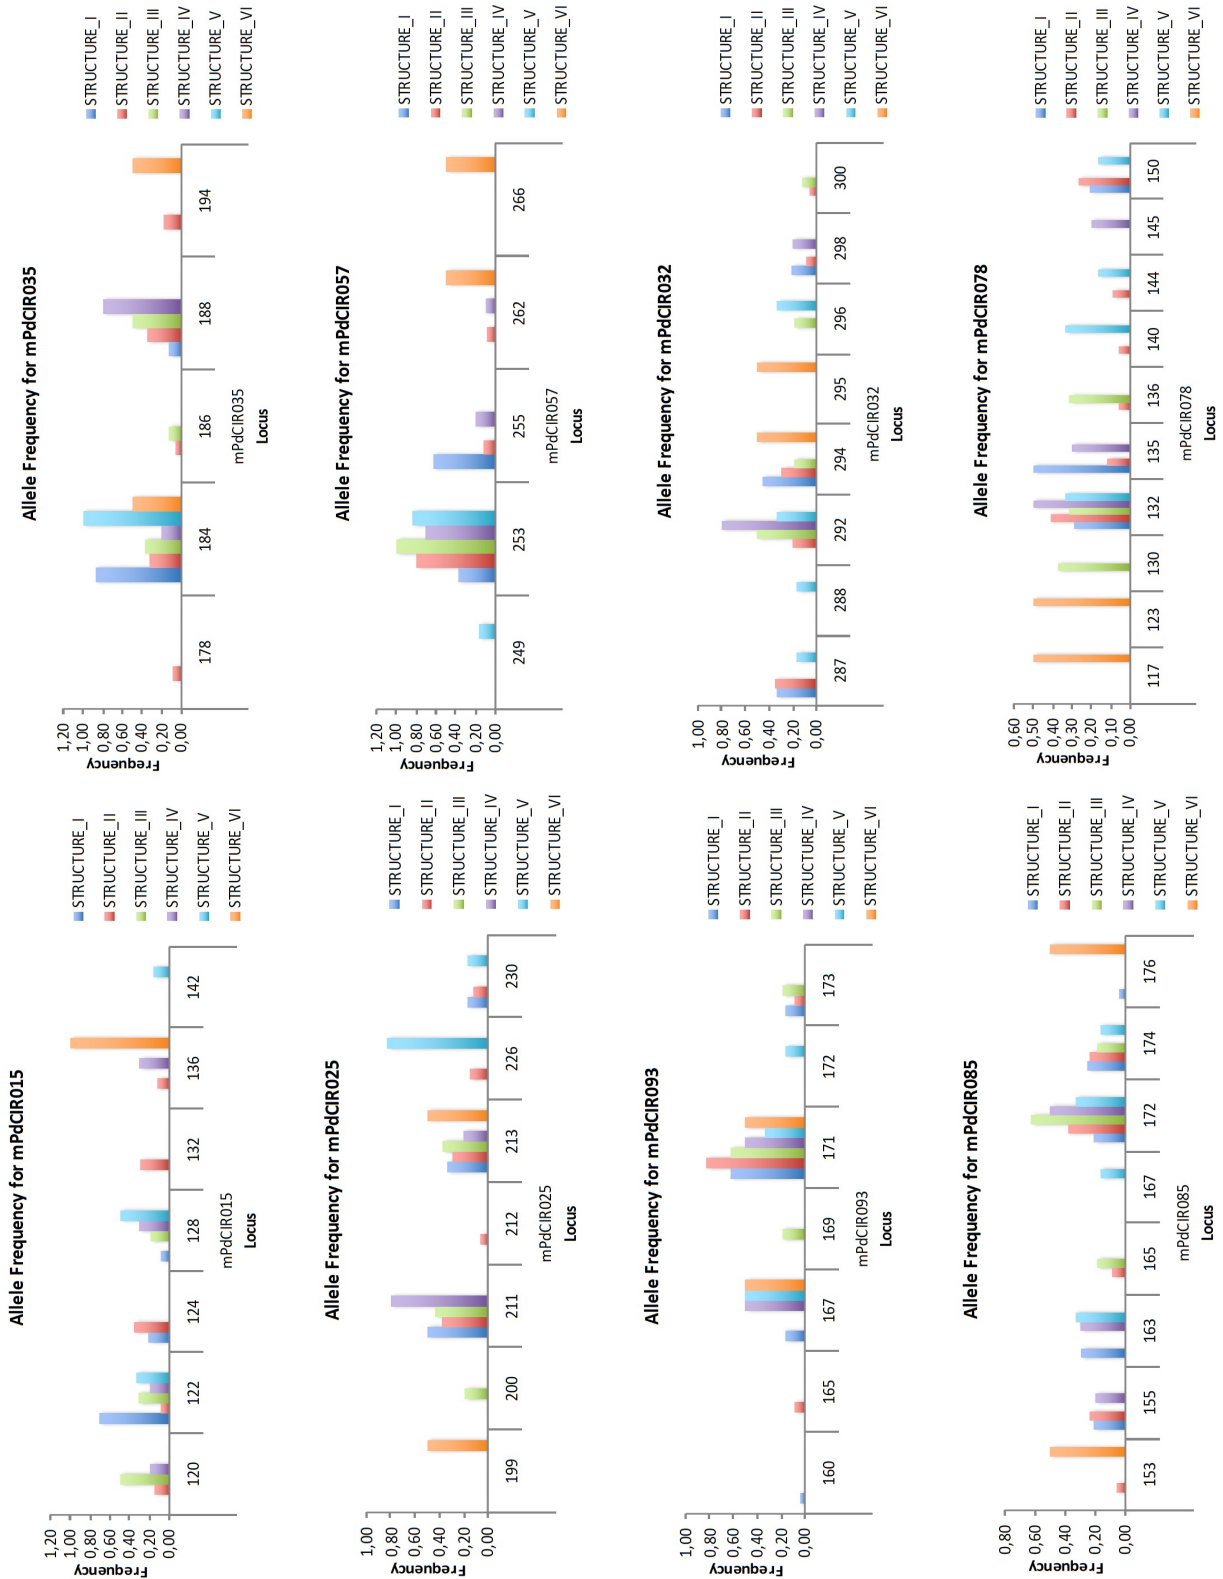 Allele Frequency for mPdCIR015
Frequency
1,20
1,00
0,80
0,60
0,40
0,20
0,00
120 122 124 128 132 136 142
mPdCIR015
Locus
STRUCTURE_I
STRUCTURE_II
STRUCTURE_III
STRUCTURE_IV
STRUCTURE_V
STRUCTURE_VI
Allele Frequency for mPdCIR035
Frequency
1,20
1,00
0,80
0,60
0,40
0,20
0,00
178 184 186 188 194
mPdCIR035
Locus
STRUCTURE_I
STRUCTURE_II
STRUCTURE_III
STRUCTURE_IV
STRUCTURE_V
STRUCTURE_VI
Allele Frequency for mPdCIR025
Frequency
1,00
0,80
0,60
0,40
0,20
0,00
199 200 211 212 213 226 230
mPdCIR025
Locus
STRUCTURE_I
STRUCTURE_II
STRUCTURE_III
STRUCTURE_IV
STRUCTURE_V
STRUCTURE_VI
Allele Frequency for mPdCIR057
Frequency
1,20
1,00
0,80
0,60
0,40
0,20
0,00
249 253 255 262 266
mPdCIR057
Locus
STRUCTURE_I
STRUCTURE_II
STRUCTURE_III
STRUCTURE_IV
STRUCTURE_V
STRUCTURE_VI
Allele Frequency for mPdCIR093
Frequency
1,00
0,80
0,60
0,40
0,20
0,00
160 165 167 169 171 172 173
mPdCIR093
Locus
STRUCTURE_I
STRUCTURE_II
STRUCTURE_III
STRUCTURE_IV
STRUCTURE_V
STRUCTURE_VI
Allele Frequency for mPdCIR032
Frequency
1,00
0,80
0,60
0,40
0,20
0,00
287 288 292 294 295 296 298 300
mPdCIR032
Locus
STRUCTURE_I
STRUCTURE_II
STRUCTURE_III
STRUCTURE_IV
STRUCTURE_V
STRUCTURE_VI
Allele Frequency for mPdCIR085
Frequency
0,80
0,60
0,40
0,20
0,00
153 155 163 165 167 172 174 176
mPdCIR085
Locus
STRUCTURE_I
STRUCTURE_II
STRUCTURE_III
STRUCTURE_IV
STRUCTURE_V
STRUCTURE_VI
Allele Frequency for mPdCIR078
Frequency
0,60
0,50
0,40
0,30
0,20
0,10
0,00
117 123 130 132 135 136 140 144 145 150
mPdCIR078
Locus
STRUCTURE_I
STRUCTURE_II
STRUCTURE_III
STRUCTURE_IV
STRUCTURE_V
STRUCTURE_VI